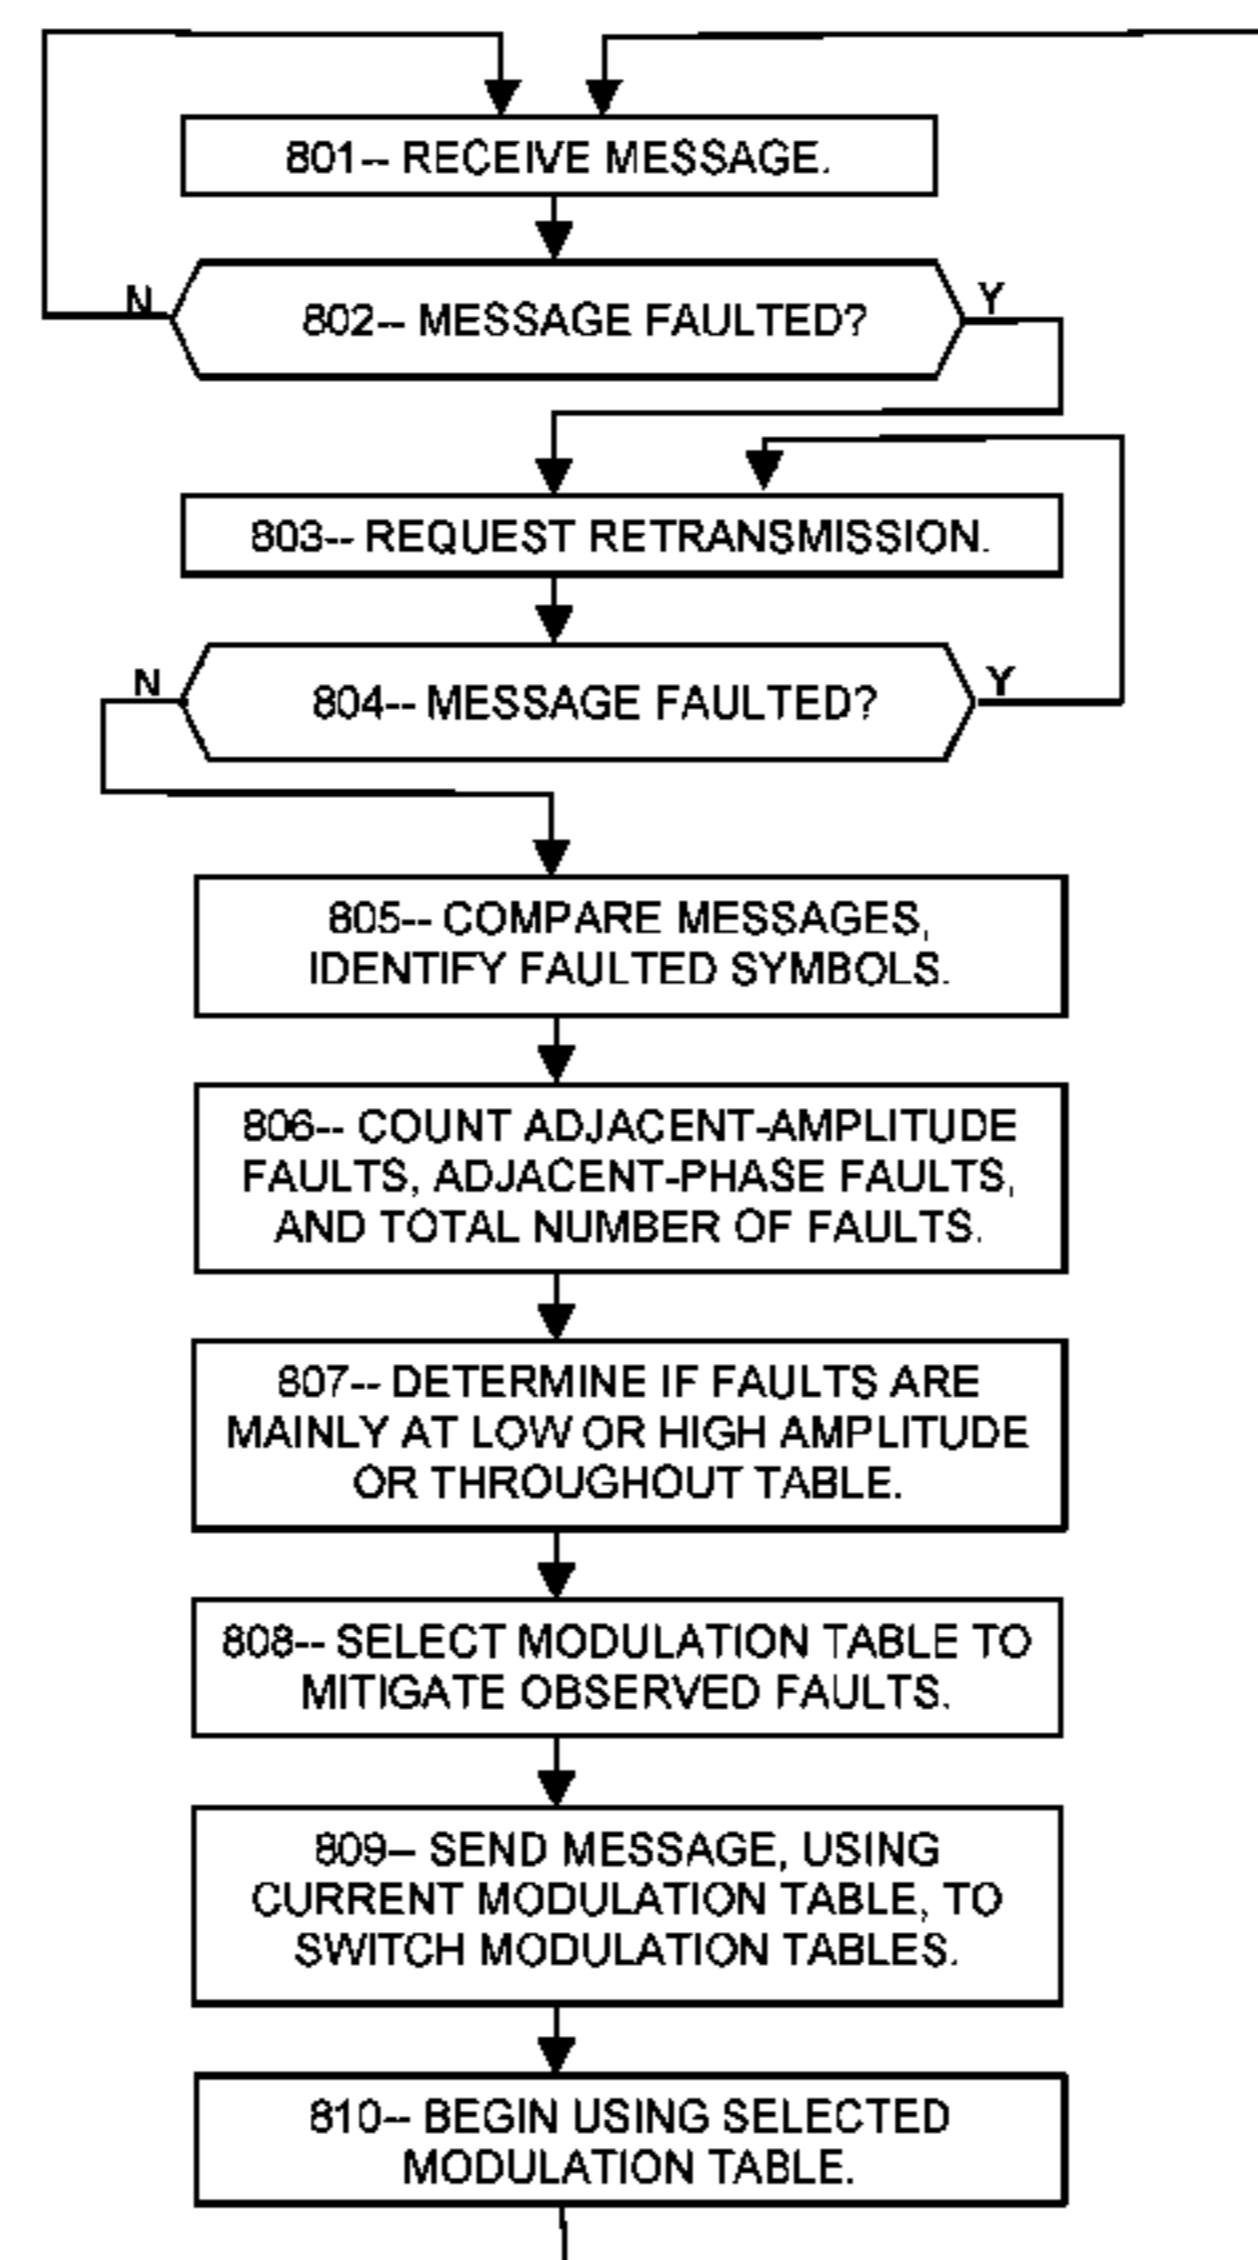 801-- RECEIVE MESSAGE.
N
802-- MESSAGE FAULTED?
Y
803-- REQUEST RETRANSMISSION.
N
804-- MESSAGE FAULTED?
Y
805-- COMPARE MESSAGES,
IDENTIFY FAULTED SYMBOLS.
806-- COUNT ADJACENT-AMPLITUDE
FAULTS, ADJACENT-PHASE FAULTS,
AND TOTAL NUMBER OF FAULTS.
807-- DETERMINE IF FAULTS ARE
MAINLY AT LOW OR HIGH AMPLITUDE
OR THROUGHOUT TABLE.
808-- SELECT MODULATION TABLE TO
MITIGATE OBSERVED FAULTS.
809-- SEND MESSAGE, USING
CURRENT MODULATION TABLE, TO
SWITCH MODULATION TABLES.
810-- BEGIN USING SELECTED
MODULATION TABLE.